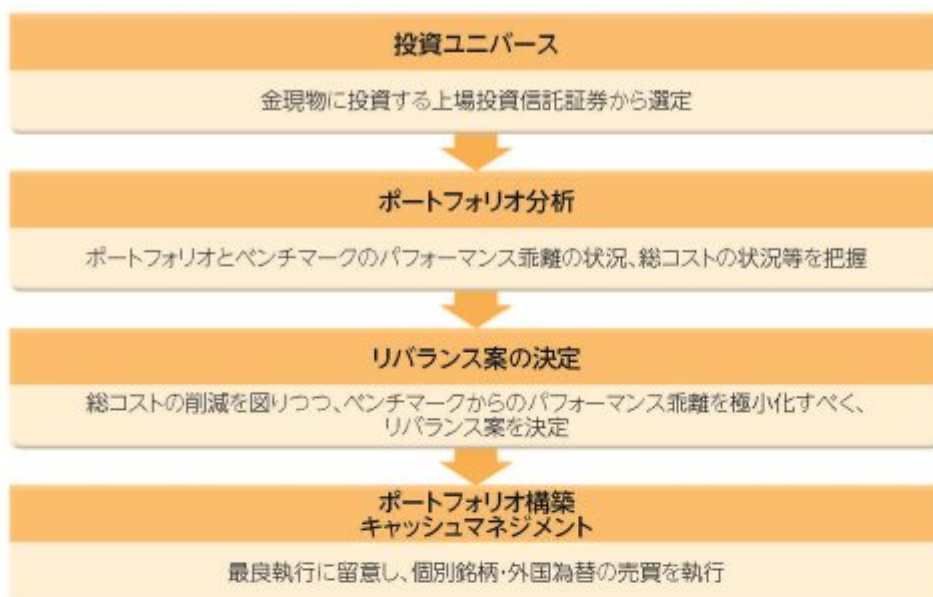 投資ユニバース
金現物に投資する上場投資信託証券から選定
ポートフォリオ分析
ポートフォリオとベンチマークのパフォーマンス乖離の状況、総コストの状況等を把握
リバランス案の決定
総コストの削減を図りつつ、ベンチマークからのパフォーマンス乖離を極小化すべく、
リバランス案を決定
ポートフォリオ構築
キャッシュマネジメント
最良執行に留意し、個別銘柄・外国為替の売買を執行